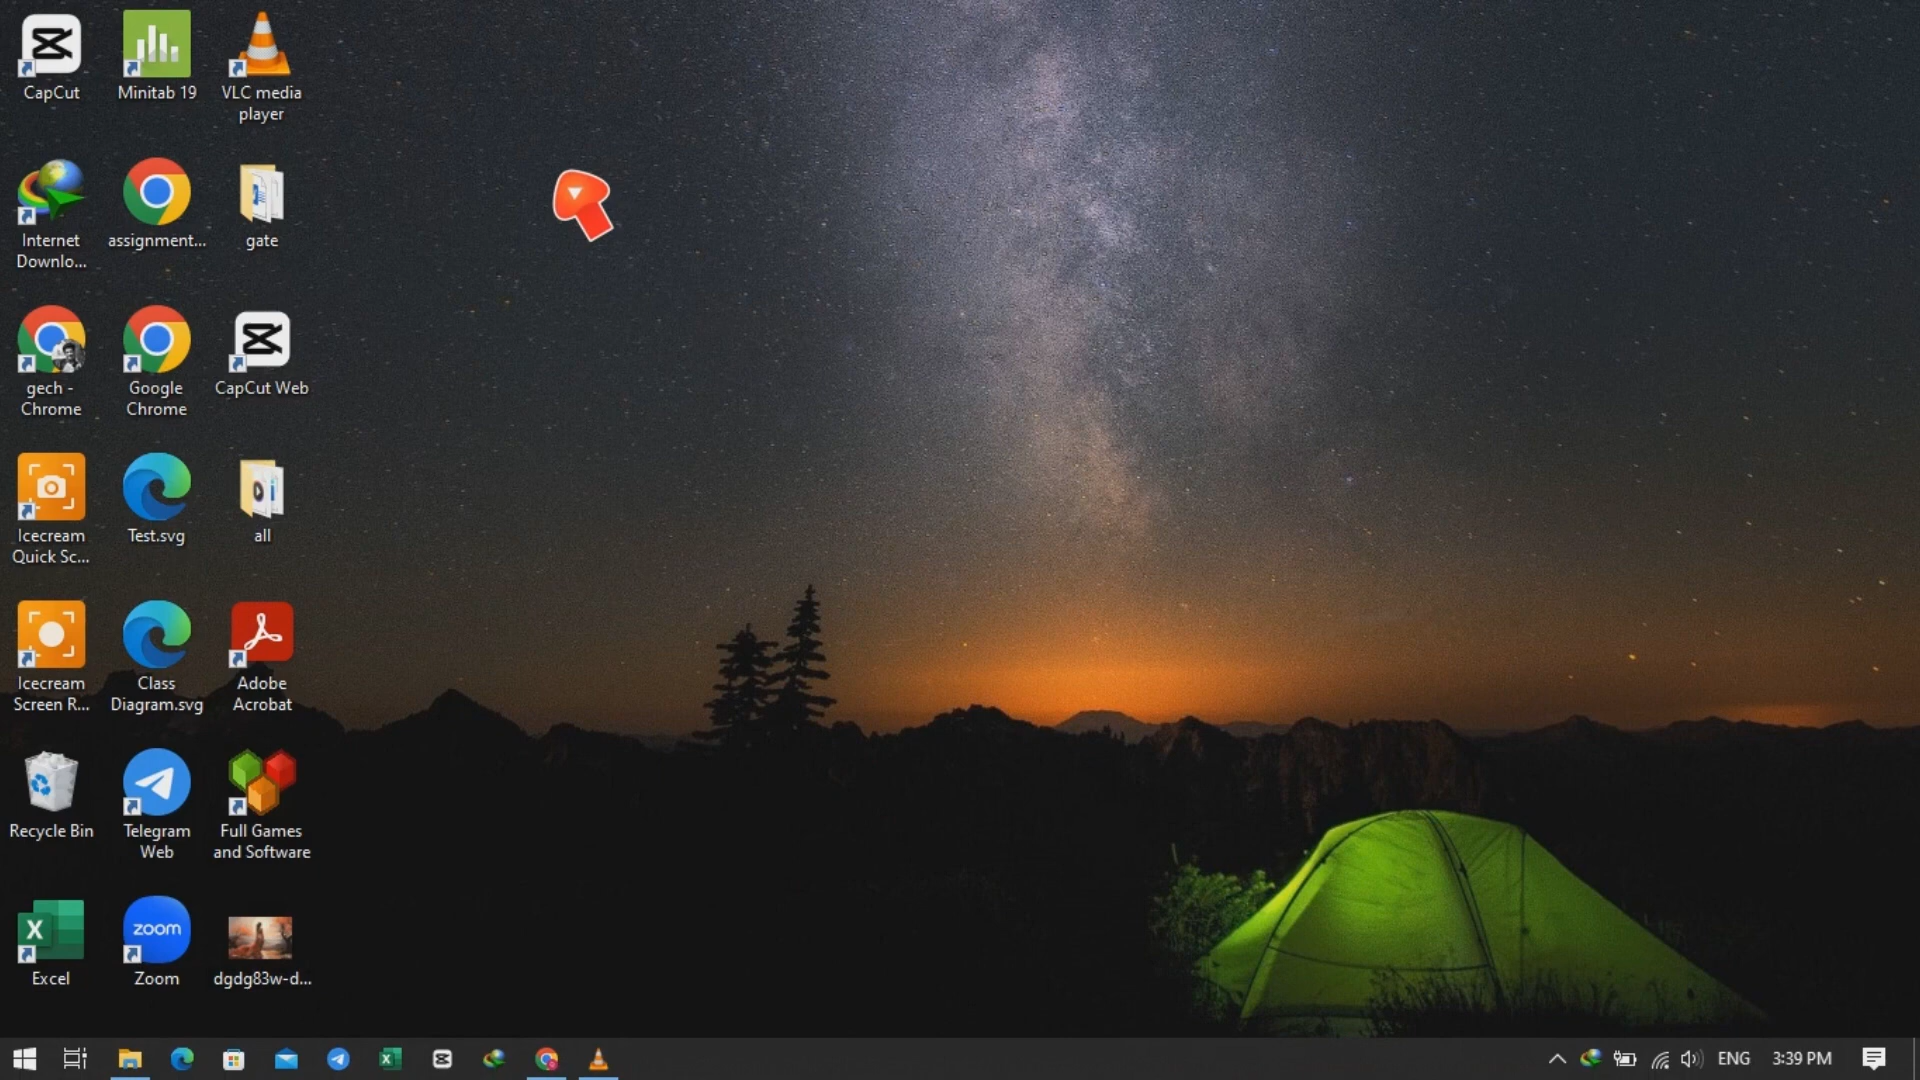 CapCut
Minitab 19
VLC media
player
Internet
Downlo...
assignment...
gate
gech -
Chrome
Google
Chrome
CapCut Web
Icecream
Quick Sc...
Test.svg
all
Icecream
Screen R...
Class
Diagram.svg
Adobe
Acrobat
Recycle Bin
Telegram
Web
Full Games
and Software
X
Excel
zoom
Zoom
dgdg83w-d...
ENG
3:39 PM